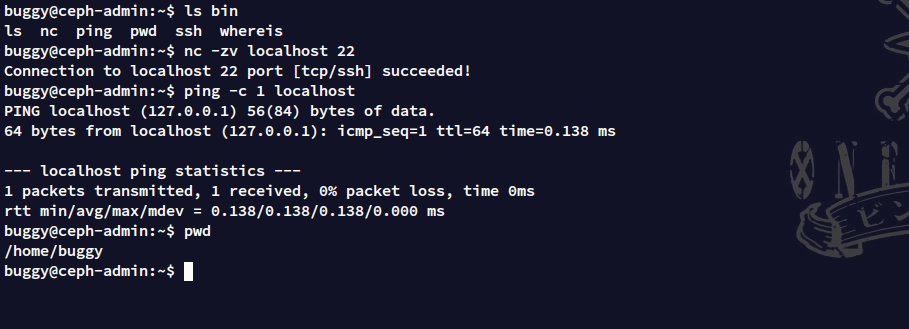 buggy@ceph-admin:~$ ls bin
ls  nc  ping  pwd  ssh  whereis
buggy@ceph-admin:~$ nc -zv localhost 22
Connection to localhost 22 port [tcp/ssh] succeeded!
buggy@ceph-admin:~$ ping -c 1 localhost
PING localhost (127.0.0.1) 56(84) bytes of data.
64 bytes from localhost (127.0.0.1): icmp_seq=1 ttl=64 time=0.138 ms
--- localhost ping statistics ---
1 packets transmitted, 1 received, 0% packet loss, time 0ms
rtt min/avg/max/mdev = 0.138/0.138/0.138/0.000 ms
buggy@ceph-admin:~$ pwd
/home/buggy
buggy@ceph-admin:~$